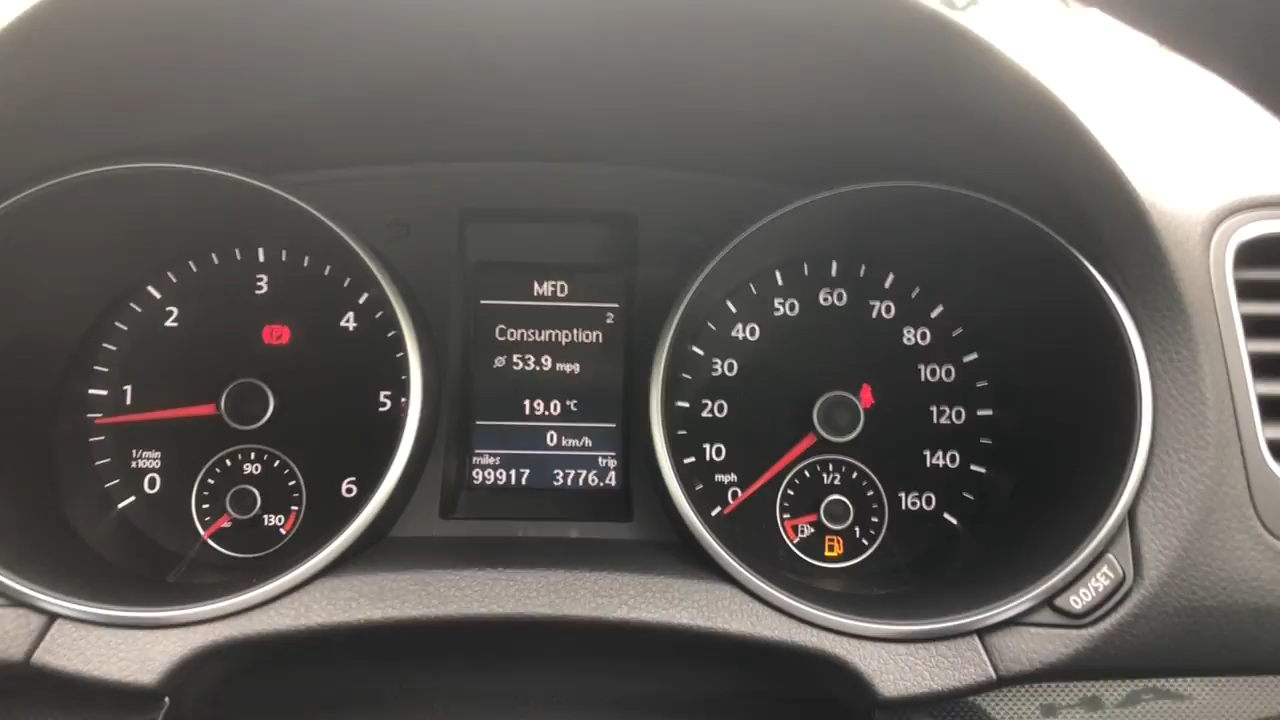 1/min
x1000
0
1
2
3
4
5
6
90
130
P
MFD
2
Consumption
ø 53.9 mpg
19.0 °C
0 km/h
miles trip
99917 3776.4
mph
0
10
20
30
40
50
60
70
80
100
120
140
160
1/2
1
0.0/SET